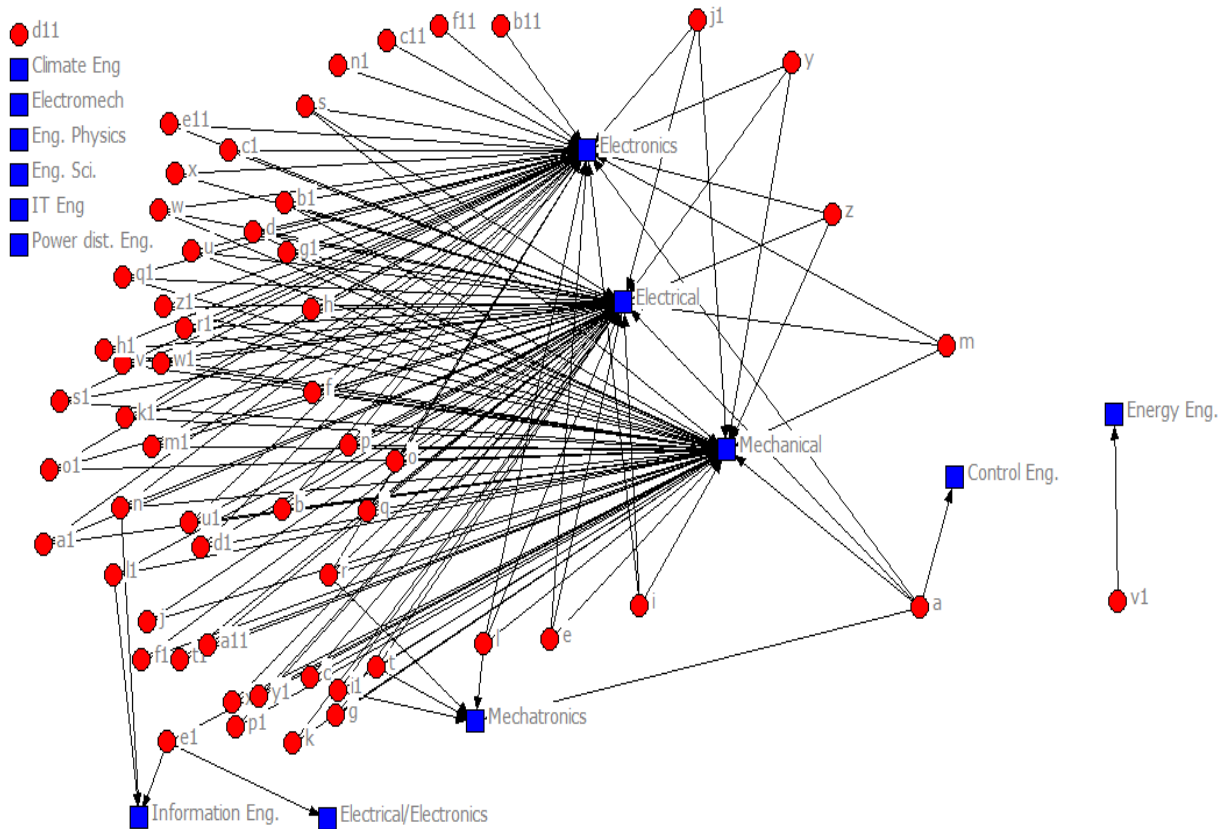 d11
Climate Eng
Electromech
Eng. Physics
Eng. Sci.
IT Eng
Power dist. Eng.
f11
b11
j1
c11
n1
y
s
e11
c1
Electronics
x
w
b1
z
d
u
g1
q1
z1
h
Electrical
r1
h1
v
w1
m
s1
f
k1
Energy Eng.
m1
p
Mechanical
o
o1
Control Eng.
n
b
q
u1
a1
d1
l1
r
i
a
v1
j
e
l
a11
f1
t1
t
c
i1
y1
g
Mechatronics
p1
e1
k
Information Eng.
Electrical/Electronics